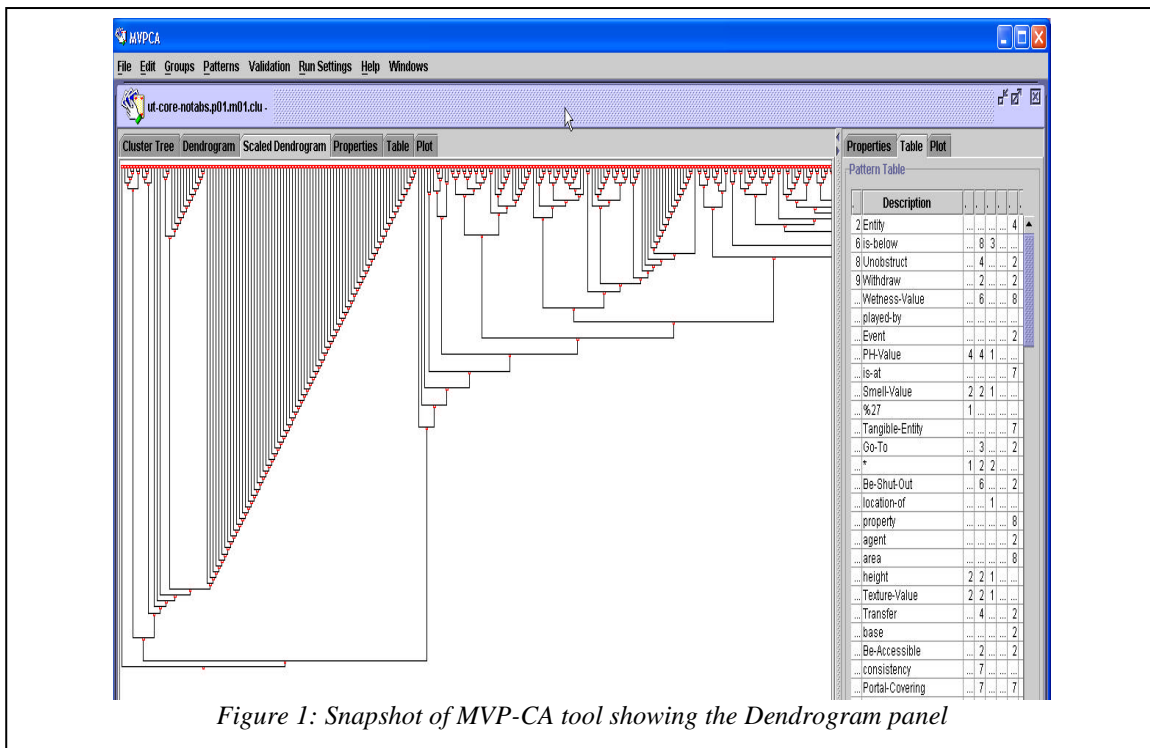 MVPCA
File Edit Groups Patterns Validation Run Settings Help Windows
ut-core-notabs.p01.m01.clu -
Cluster Tree Dendrogram Scaled Dendrogram Properties Table Plot
Properties Table Plot
Pattern Table
. Description . . . . .
2 Entity ... ... ... ... 4
6 is-below ... 8 3 ... ...
8 Unobstruct ... 4 ... ... 2
9 Withdraw ... 2 ... ... 2
... Wetness-Value ... 6 ... ... 8
... played-by ... ... ... ... ...
... Event ... ... ... ... 2
... PH-Value 4 4 1 ... ...
... is-at ... ... ... ... 7
... Smell-Value 2 2 1 ... ...
... %27 1 ... ... ... ...
... Tangible-Entity ... ... ... ... 7
... Go-To ... 3 ... ... 2
... * 1 2 2 ... ...
... Be-Shut-Out ... 6 ... ... 2
... location-of ... ... 1 ... ...
... property ... ... ... ... 8
... agent ... ... ... ... 2
... area ... ... ... ... 8
... height 2 2 1 ... ...
... Texture-Value 2 2 1 ... ...
... Transfer ... 4 ... ... 2
... base ... ... ... ... 2
... Be-Accessible ... 2 ... ... 2
... consistency ... 7 ... ... ...
... Portal-Covering ... 7 ... ... 7
Figure 1: Snapshot of MVP-CA tool showing the Dendrogram panel